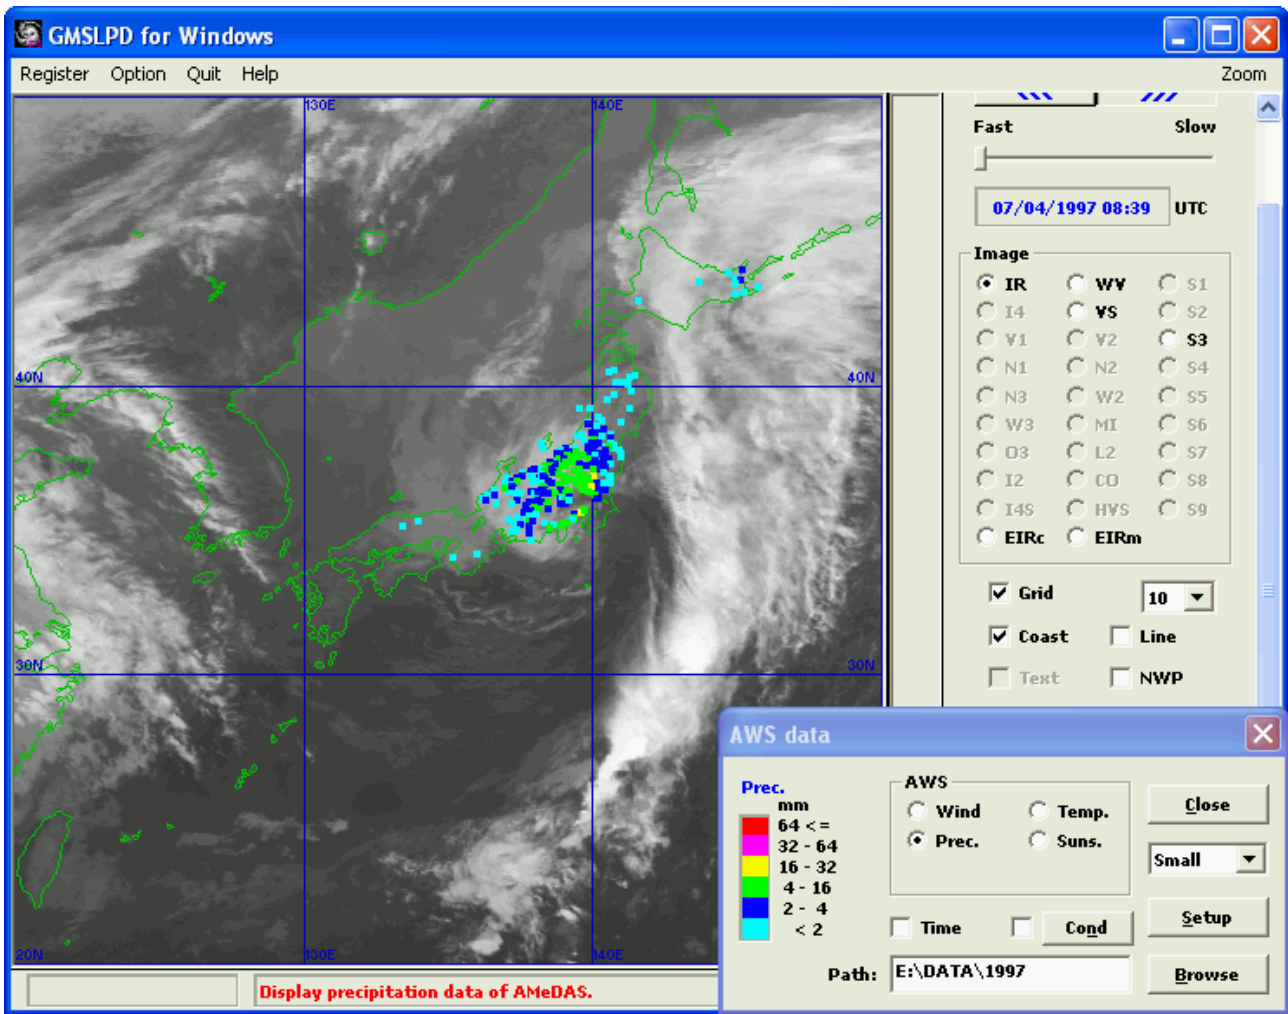 GMSLPD for Windows
Register Option Quit Help Zoom
130E 140E
40N 40N
30N 30N
20N 130E 140E
Display precipitation data of AMeDAS.
Fast Slow
07/04/1997 08:39 UTC
Image
IR WV S1
I4 VS S2
V1 V2 S3
N1 N2 S4
N3 W2 S5
W3 MI S6
O3 L2 S7
I2 CO S8
I4S HVS S9
EIRc EIRm
Grid 10
Coast Line
Text NWP
AWS data
Prec.
mm
64 < =
32 - 64
16 - 32
4 - 16
2 - 4
< 2
AWS
Wind Temp.
Prec. Suns.
Time Cond
Path: E:\DATA\1997
Close
Small
Setup
Browse